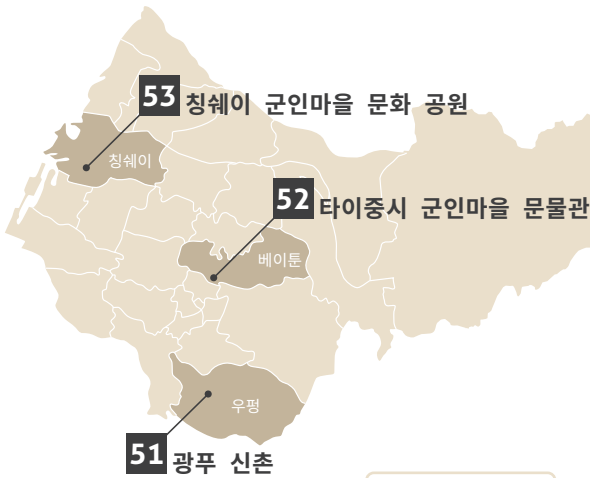 53 칭쉐이 군인마을 문화 공원
칭쉐이
52 타이중시 군인마을 문물관
베이툰
우펑
51 광푸 신촌